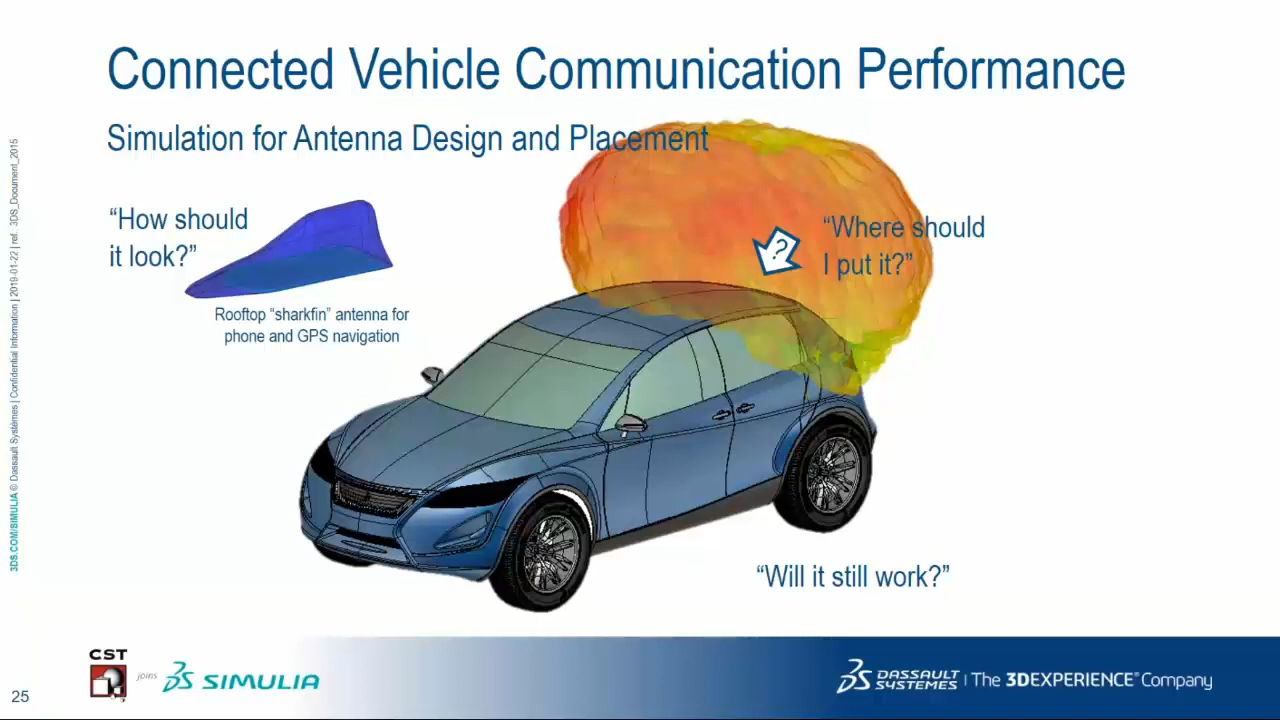 Connected Vehicle Communication Performance
Simulation for Antenna Design and Placement
“How should
it look?”
Rooftop “sharkfin” antenna for
phone and GPS navigation
?
“Where should
I put it?”
“Will it still work?”
3DS.COM/SIMULIA © Dassault Systèmes | Confidential Information | 2019-01-22 | ref.: 3DS_Document_2015
25
CST
joins
SIMULIA
DASSAULT
SYSTEMES | The 3DEXPERIENCE® Company